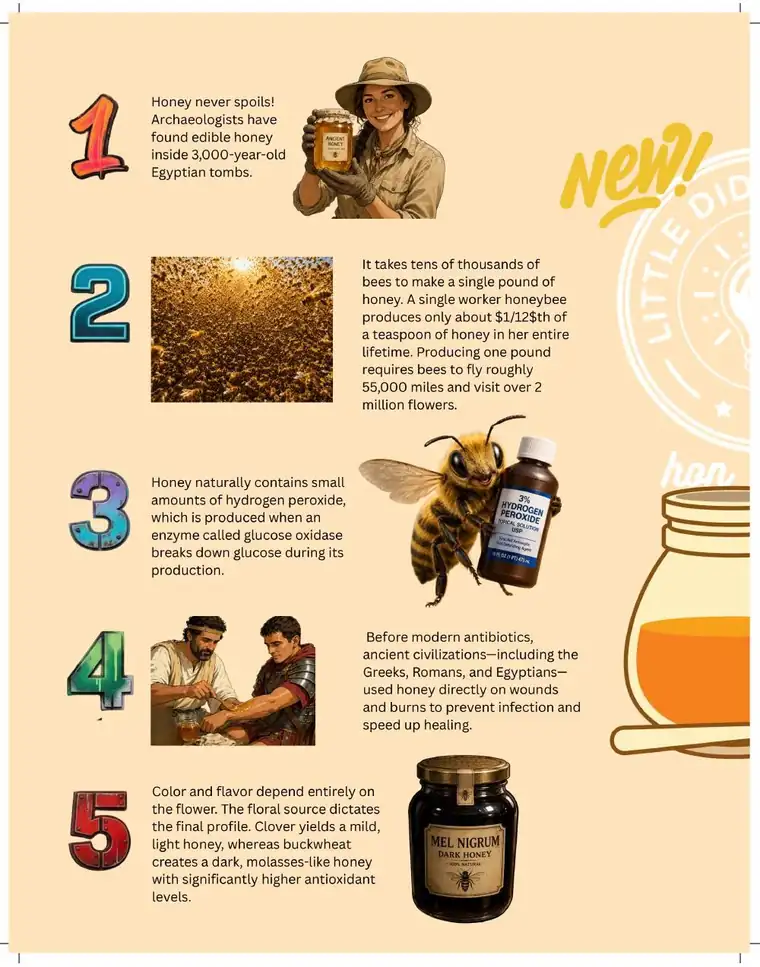 1
Honey never spoils!
Archaeologists have
found edible honey
inside 3,000-year-old
Egyptian tombs.
ANCIENT
HONEY
New!
LITTLE DID
2
It takes tens of thousands of
bees to make a single pound of
honey. A single worker honeybee
produces only about $1/12$th of
a teaspoon of honey in her entire
lifetime. Producing one pound
requires bees to fly roughly
55,000 miles and visit over 2
million flowers.
hon
3
Honey naturally contains small
amounts of hydrogen peroxide,
which is produced when an
enzyme called glucose oxidase
breaks down glucose during its
production.
3%
HYDROGEN
PEROXIDE
TOPICAL SOLUTION
USP
4
Before modern antibiotics,
ancient civilizations—including the
Greeks, Romans, and Egyptians—
used honey directly on wounds
and burns to prevent infection and
speed up healing.
5
Color and flavor depend entirely on
the flower. The floral source dictates
the final profile. Clover yields a mild,
light honey, whereas buckwheat
creates a dark, molasses-like honey
with significantly higher antioxidant
levels.
MEL NIGRUM
DARK HONEY
100% NATURAL